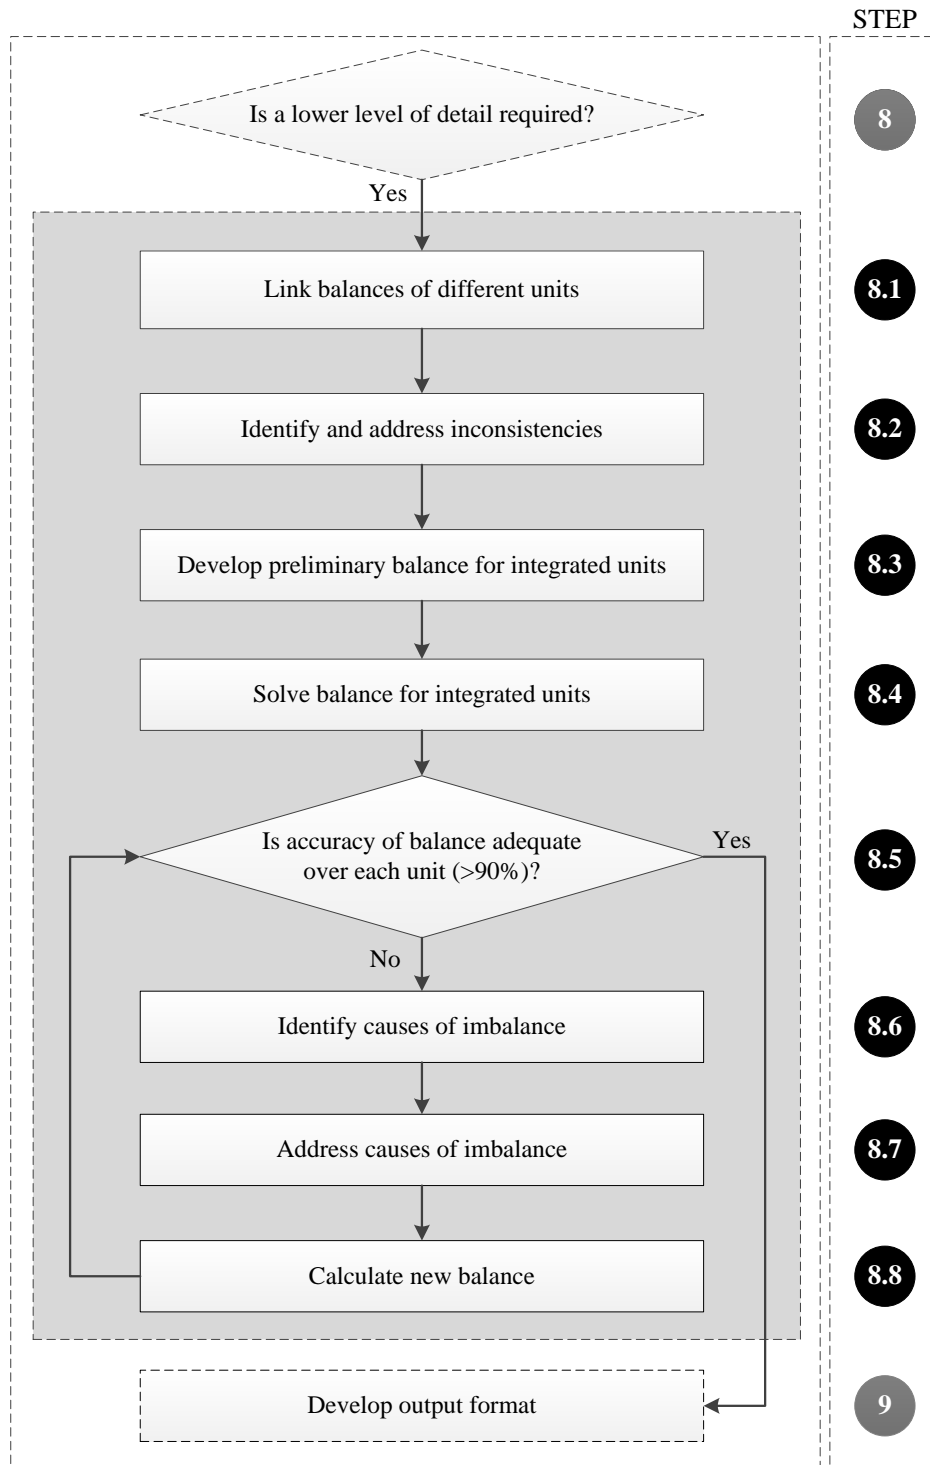 STEP
Is a lower level of detail required?
8
Yes
Link balances of different units
8.1
Identify and address inconsistencies
8.2
Develop preliminary balance for integrated units
8.3
Solve balance for integrated units
8.4
Is accuracy of balance adequate
over each unit (>90%)?
Yes
8.5
No
Identify causes of imbalance
8.6
Address causes of imbalance
8.7
Calculate new balance
8.8
Develop output format
9